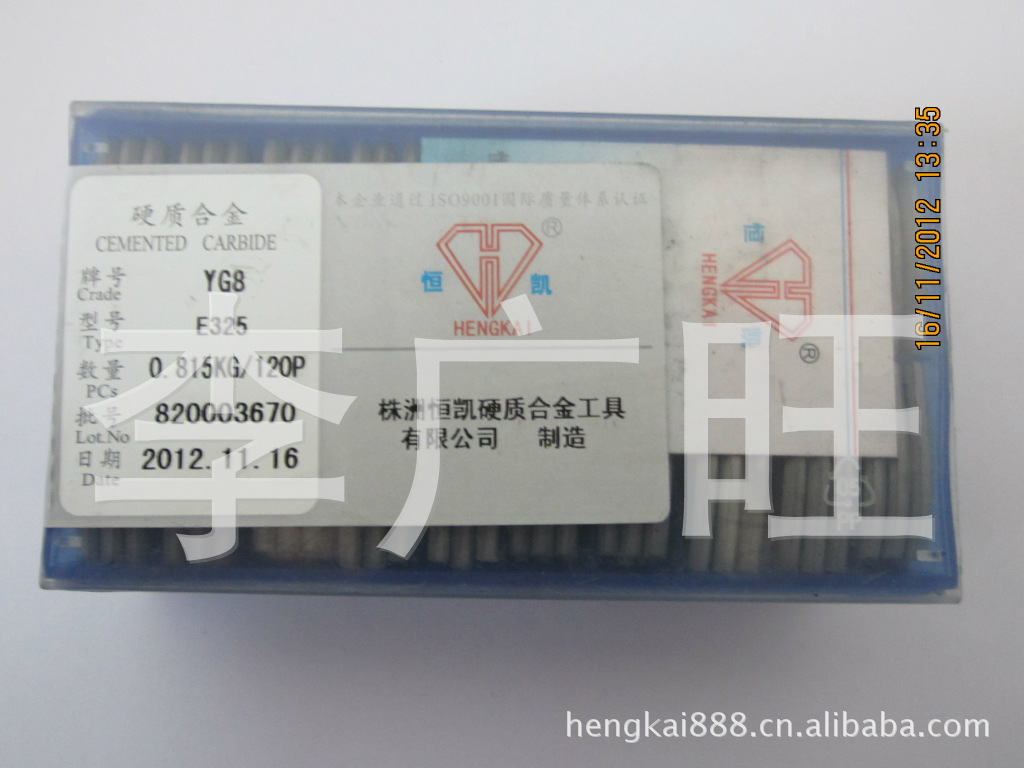 硬质合金
CEMENTED CARBIDE
牌号 YG8
Crade
型号 E325
Type
数量 0.815KG/120P
PCs
批号 820003670
Lot.No
日期 2012.11.16
Date
本企业通过ISO9001国际质量体系认证
®
恒 凯
HENGKAI
株洲恒凯硬质合金工具
有限公司 制造
HENGKAI
®
16/11/2012 13:35
李广旺
hengkai888.cn.alibaba.com